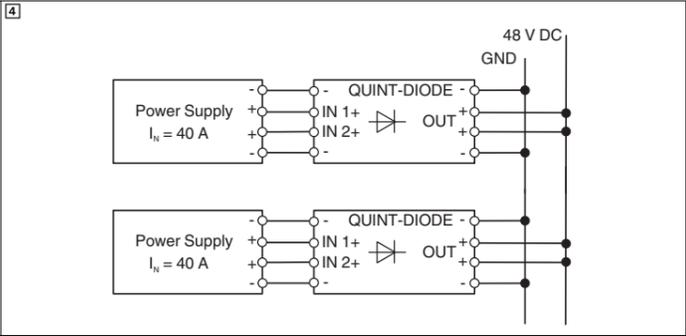 4
48 V DC
GND
- - - QUINT-DIODE -
Power Supply + IN 1+ OUT +
I_N = 40 A + IN 2+ +
- - -
- - - QUINT-DIODE -
Power Supply + IN 1+ OUT +
I_N = 40 A + IN 2+ +
- - -